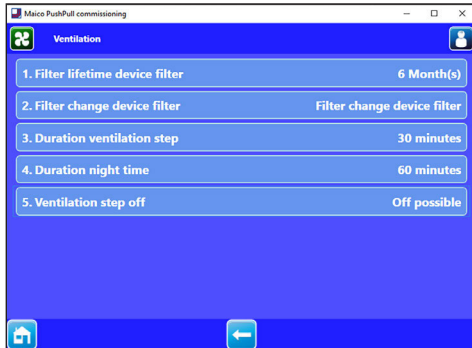 Maico PushPull commissioning
Ventilation
1. Filter lifetime device filter 6 Month(s)
2. Filter change device filter Filter change device filter
3. Duration ventilation step 30 minutes
4. Duration night time 60 minutes
5. Ventilation step off Off possible